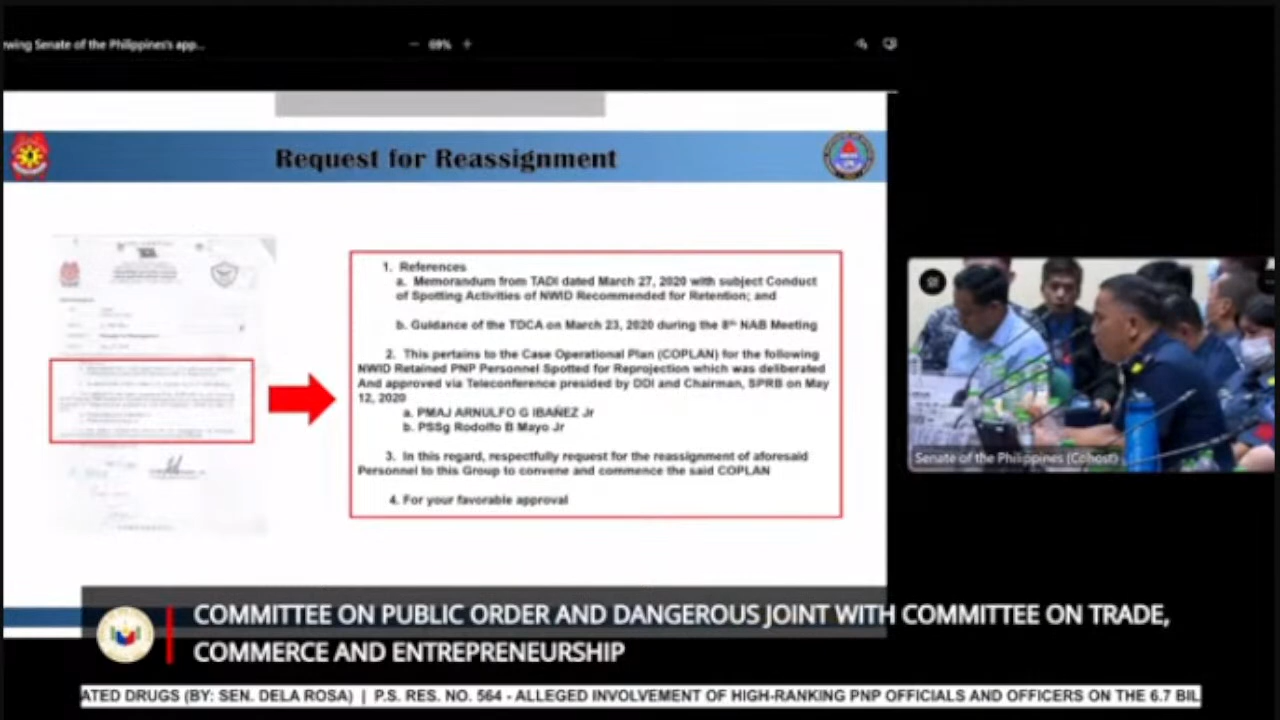 ewing Senate of the Philippines's app...
— 69% +
Request for Reassignment
1. References
a. Memorandum from TADI dated March 27, 2020 with subject Conduct
of Spotting Activities of NWID Recommended for Retention; and
b. Guidance of the TDCA on March 23, 2020 during the 8th NAB Meeting
2. This pertains to the Case Operational Plan (COPLAN) for the following
NWID Retained PNP Personnel Spotted for Reprojection which was deliberated
And approved via Teleconference presided by DDI and Chairman, SPRB on May
12, 2020
a. PMAJ ARNULFO G IBAÑEZ Jr
b. PSSg Rodolfo B Mayo Jr
3. In this regard, respectfully request for the reassignment of aforesaid
Personnel to this Group to convene and commence the said COPLAN
4. For your favorable approval
Senate of the Philippines (Cohost)
COMMITTEE ON PUBLIC ORDER AND DANGEROUS JOINT WITH COMMITTEE ON TRADE,
COMMERCE AND ENTREPRENEURSHIP
ATED DRUGS (BY: SEN. DELA ROSA) | P.S. RES. NO. 564 - ALLEGED INVOLVEMENT OF HIGH-RANKING PNP OFFICIALS AND OFFICERS ON THE 6.7 BIL